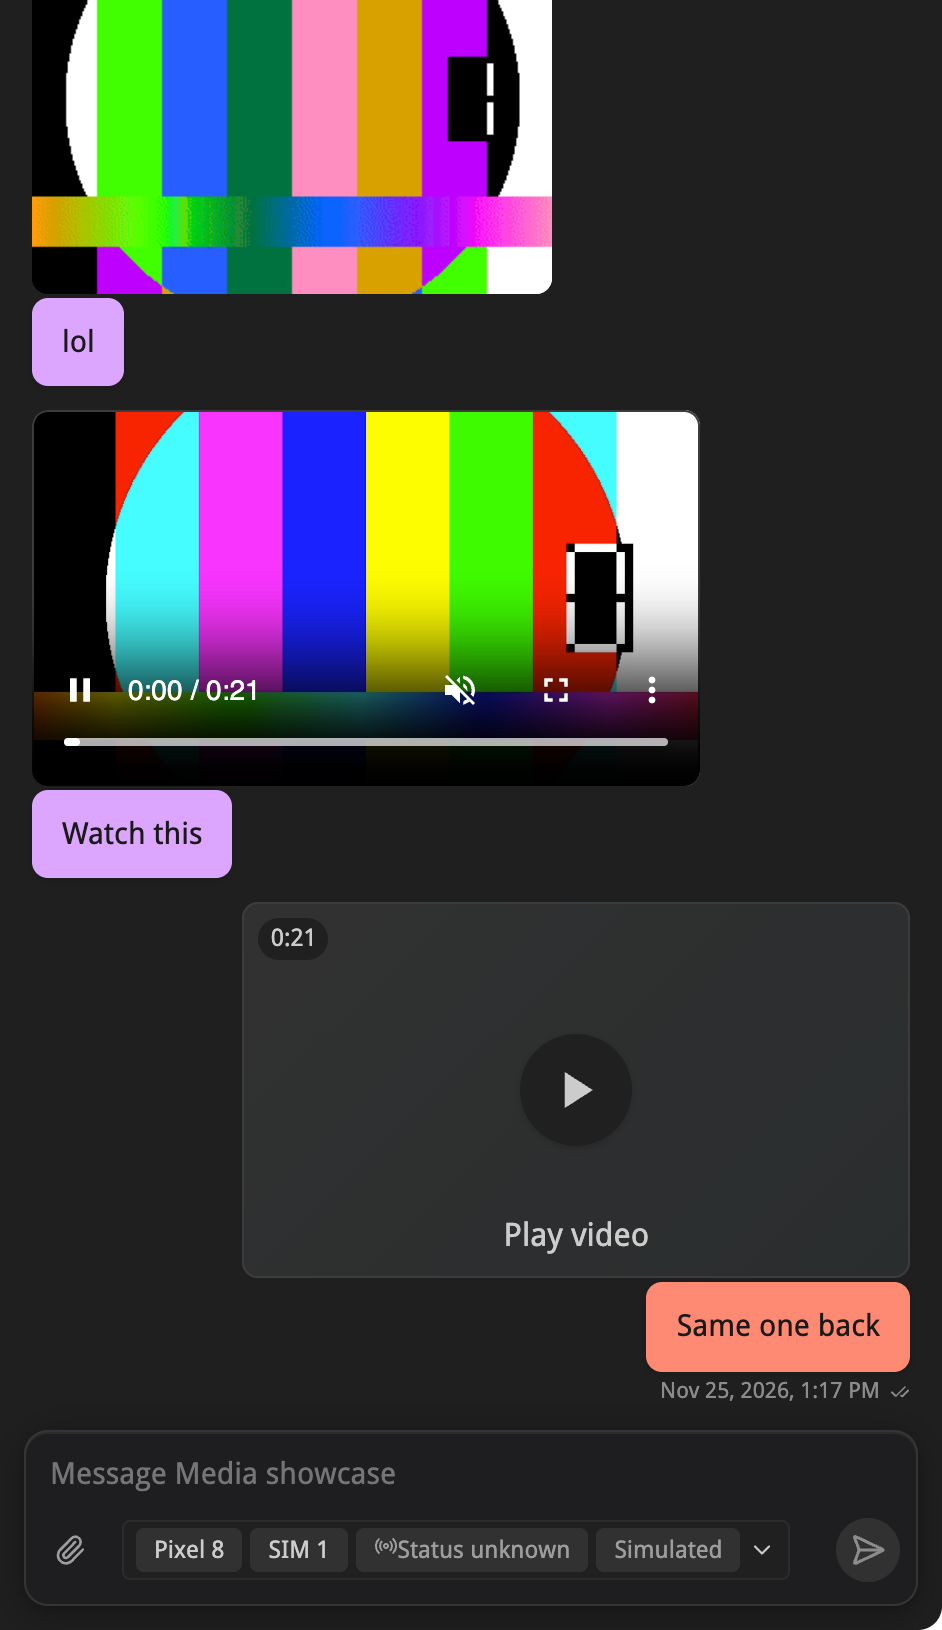 lol
0:00 / 0:21
Watch this
0:21
Play video
Same one back
Nov 25, 2026, 1:17 PM
Message Media showcase
Pixel 8 SIM 1 Status unknown Simulated